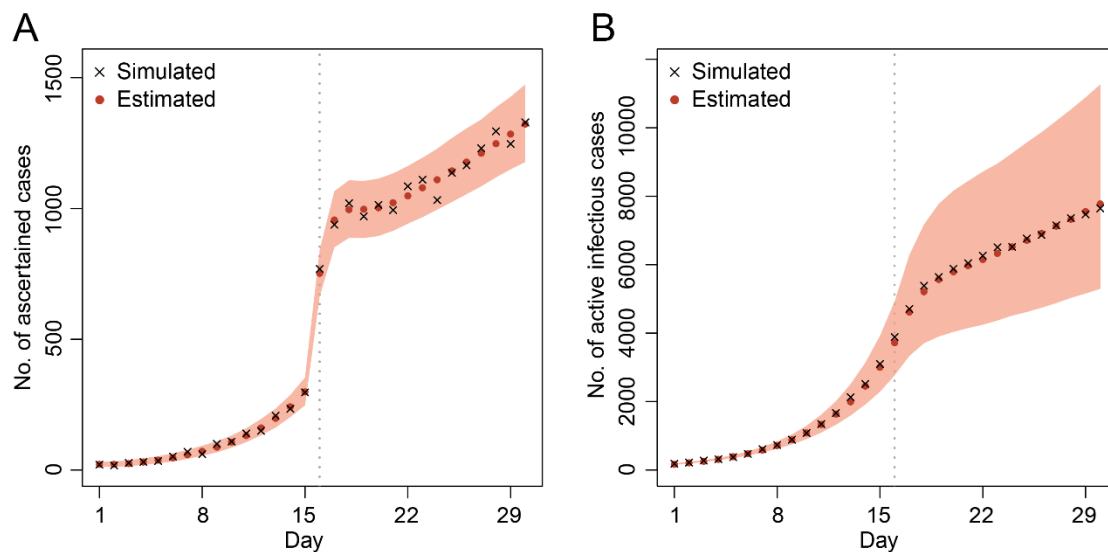 A
× Simulated
● Estimated
No. of ascertained cases
1500
1000
500
0
1 8 15 22 29
Day
B
× Simulated
● Estimated
No. of active infectious cases
10000
8000
6000
4000
2000
0
1 8 15 22 29
Day